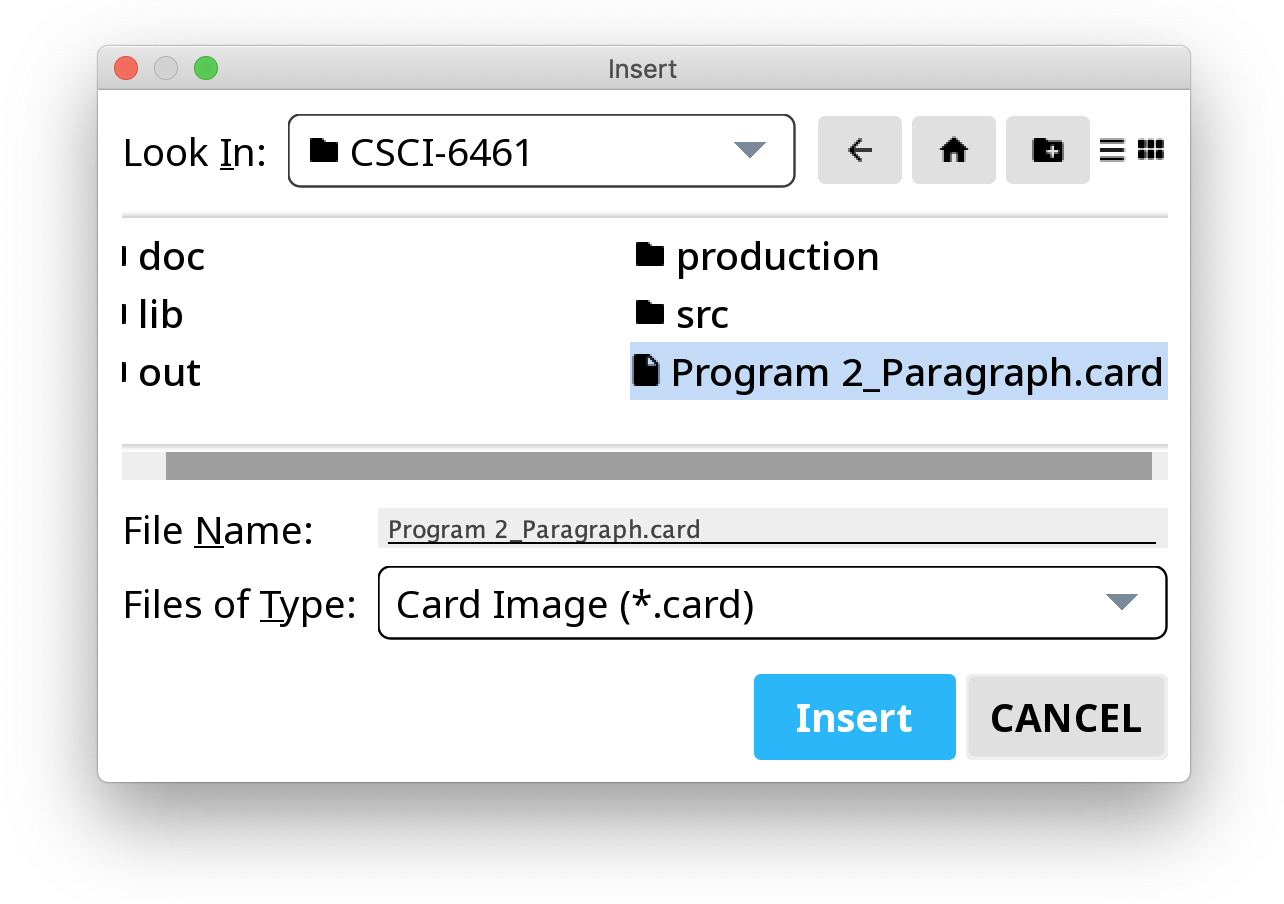 Insert
Look In: CSCI-6461
doc
lib
out
production
src
Program 2_Paragraph.card
File Name: Program 2_Paragraph.card
Files of Type: Card Image (*.card)
Insert CANCEL